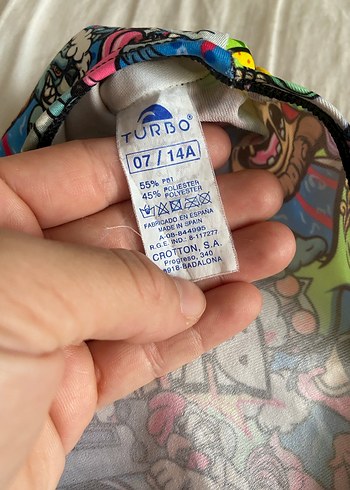 TURBO®
07 / 14A
55% PBT
45% POLIESTER
POLYESTER
FABRICADO EN ESPAÑA
MADE IN SPAIN
A-08-844995
R.G.E. IND.: 8-117277
CROTTON, S.A.
Progreso, 340
08918-BADALONA